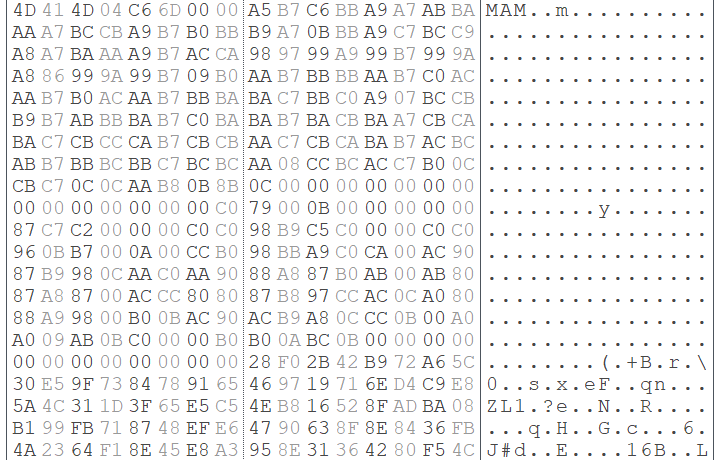 4D 41 4D 04 C6 6D 00 00 A5 B7 C6 BB A9 A7 AB BA MAM..m..........
AA A7 BC CB A9 B7 B0 BB B9 A7 0B BB A9 C7 BC C9 ................
A8 A7 BA AA A9 B7 AC CA 98 97 99 A9 99 B7 99 9A ................
A8 86 99 9A 99 B7 09 B0 AA B7 BB BB AA B7 C0 AC ................
AA B7 B0 AC AA B7 BB BA BA C7 BB C0 A9 07 BC CB ................
B9 B7 AB BB BA B7 C0 BA BA B7 BA CB BA A7 CB CA ................
BA C7 CB CC CA B7 CB CB AA C7 CB CA BA B7 AC BC ................
AB B7 BB BC BB C7 BC BC AA 08 CC BC AC C7 B0 0C ................
CB C7 0C 0C AA B8 0B 8B 0C 00 00 00 00 00 00 00 ................
00 00 00 00 00 00 00 C0 79 00 0B 00 00 00 00 00 ........y.......
87 C7 C2 00 00 00 C0 C0 98 B9 C5 C0 00 00 C0 C0 ................
96 0B B7 00 0A 00 CC B0 98 BB A9 C0 CA 00 AC 90 ................
87 B9 98 0C AA C0 AA 90 88 A8 87 B0 AB 00 AB 80 ................
87 A8 87 00 AC CC 80 80 87 B8 97 CC AC 0C A0 80 ................
88 A9 98 00 B0 0B AC 90 AC B9 A8 0C CC 0B 00 A0 ................
A0 09 AB 0B C0 00 00 B0 B0 0A BC 0B 00 00 00 00 ................
00 00 00 00 00 00 00 00 28 F0 2B 42 B9 72 A6 5C ........(.+B.r.\
30 E5 9F 73 84 78 91 65 46 97 19 71 6E D4 C9 E8 0..s.x.eF..qn...
5A 4C 31 1D 3F 65 E5 C5 4E B8 16 52 8F AD BA 08 ZL1.?e..N..R....
B1 99 FB 71 87 48 EF E6 47 90 63 8F 8E 84 36 FB ...q.H..G.c...6.
4A 23 64 F1 8E 45 E8 A3 95 8E 31 36 42 80 F5 4C J#d..E....16B..L